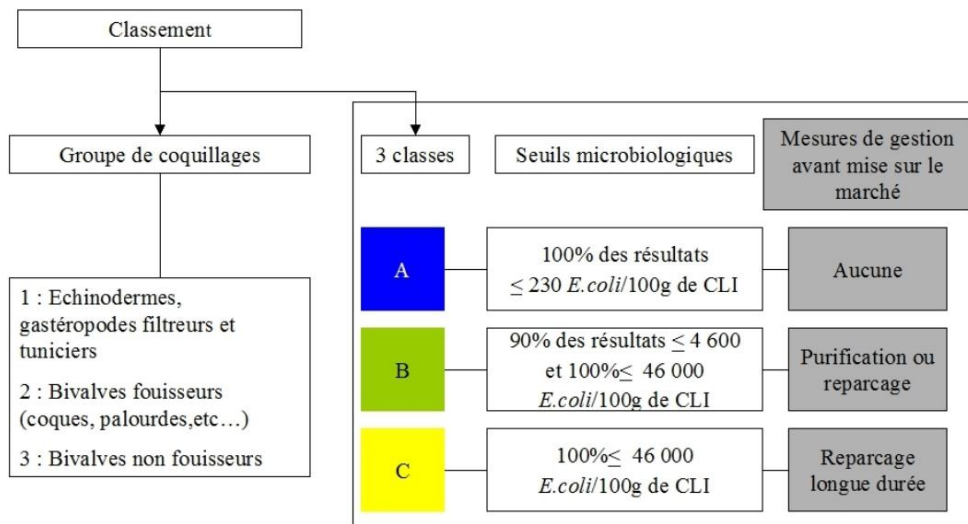 Classement
Groupe de coquillages
3 classes
Seuils microbiologiques
Mesures de gestion
avant mise sur le
marché
1 : Echinodermes,
gastéropodes filtreurs et
tuniciers
2 : Bivalves fouisseurs
(coques, palourdes,etc…)
3 : Bivalves non fouisseurs
A
100% des résultats
≤ 230 E.coli/100g de CLI
Aucune
B
90% des résultats ≤ 4 600
et 100%≤ 46 000
E.coli/100g de CLI
Purification ou
reparcage
C
100%≤ 46 000
E.coli/100g de CLI
Reparcage
longue durée